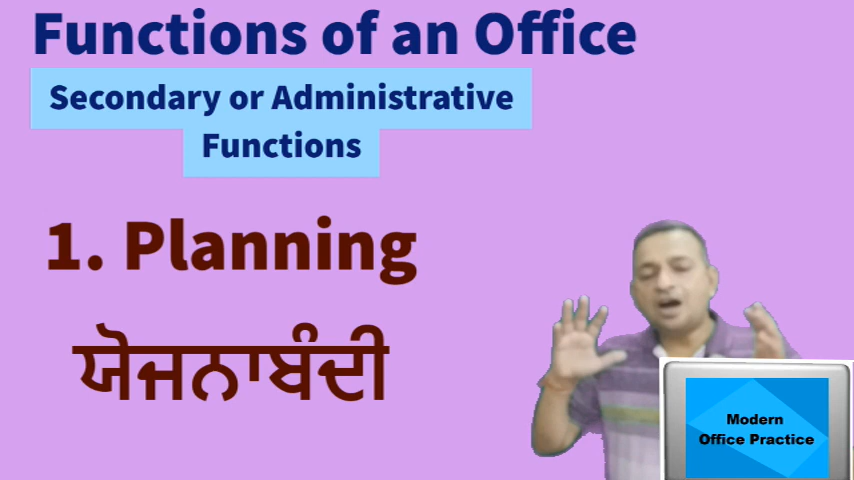 Functions of an Office
Secondary or Administrative
Functions
1. Planning
ਯੋਜਨਾਬੰਦੀ
Modern
Office Practice